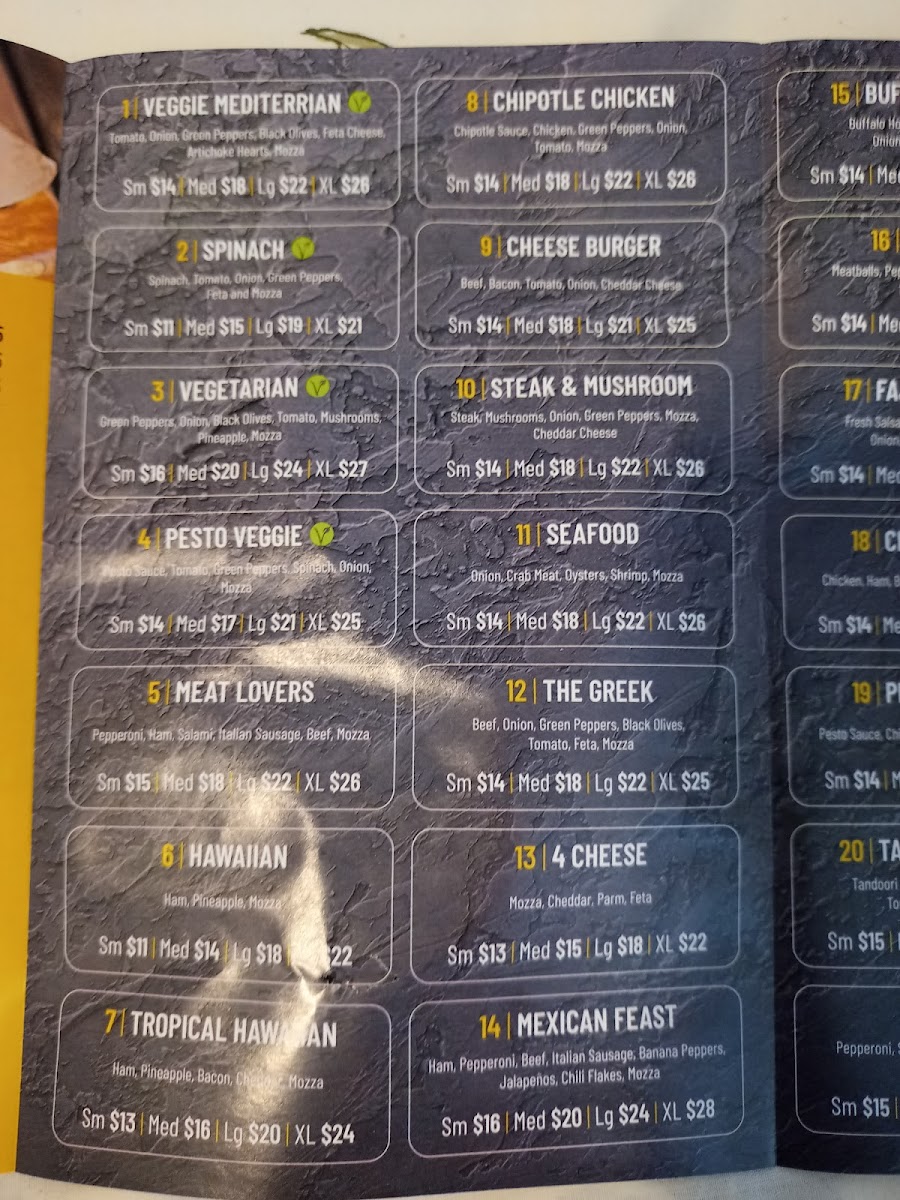 1 | VEGGIE MEDITERRIAN
Tomato, Onion, Green Peppers, Black Olives, Feta Cheese,
Artichoke Hearts, Mozza
Sm $14 | Med $18 | Lg $22 | XL $26
2 | SPINACH
Spinach, Tomato, Onion, Green Peppers,
Feta and Mozza
Sm $11 | Med $15 | Lg $19 | XL $21
3 | VEGETARIAN
Green Peppers, Onion, Black Olives, Tomato, Mushrooms,
Pineapple, Mozza
Sm $16 | Med $20 | Lg $24 | XL $27
4 | PESTO VEGGIE
Pesto Sauce, Tomato, Green Peppers, Spinach, Onion,
Mozza
Sm $14 | Med $17 | Lg $21 | XL $25
5 | MEAT LOVERS
Pepperoni, Ham, Salami, Italian Sausage, Beef, Mozza
Sm $15 | Med $18 | Lg $22 | XL $26
6 | HAWAIIAN
Ham, Pineapple, Mozza
Sm $11 | Med $14 | Lg $18 | $22
7 | TROPICAL HAWAIIAN
Ham, Pineapple, Bacon, Mozza
Sm $13 | Med $16 | Lg $20 | XL $24
8 | CHIPOTLE CHICKEN
Chipotle Sauce, Chicken, Green Peppers, Onion,
Tomato, Mozza
Sm $14 | Med $18 | Lg $22 | XL $26
9 | CHEESE BURGER
Beef, Bacon, Tomato, Onion, Cheddar Cheese
Sm $14 | Med $18 | Lg $21 | XL $25
10 | STEAK & MUSHROOM
Steak, Mushrooms, Onion, Green Peppers, Mozza,
Cheddar Cheese
Sm $14 | Med $18 | Lg $22 | XL $26
11 | SEAFOOD
Onion, Crab Meat, Oysters, Shrimp, Mozza
Sm $14 | Med $18 | Lg $22 | XL $26
12 | THE GREEK
Beef, Onion, Green Peppers, Black Olives,
Tomato, Feta, Mozza
Sm $14 | Med $18 | Lg $22 | XL $25
13 | 4 CHEESE
Mozza, Cheddar, Parm, Feta
Sm $13 | Med $15 | Lg $18 | XL $22
14 | MEXICAN FEAST
Ham, Pepperoni, Beef, Italian Sausage, Banana Peppers,
Jalapeños, Chili Flakes, Mozza
Sm $16 | Med $20 | Lg $24 | XL $28
15 | BUF
Buffalo
Onion
Sm $14 | Me
16 |
Meatballs, Pep
Sm $14 | Me
17 | FA
Fresh Salsa
Onion
Sm $14 | Med
18 | C
Chicken, Ham, B
Sm $14 | M
19 | P
Pesto Sauce, Ch
Sm $14 | M
20 | TA
Tandoori
To
Sm $15 |
Pepperoni,
Sm $15 |